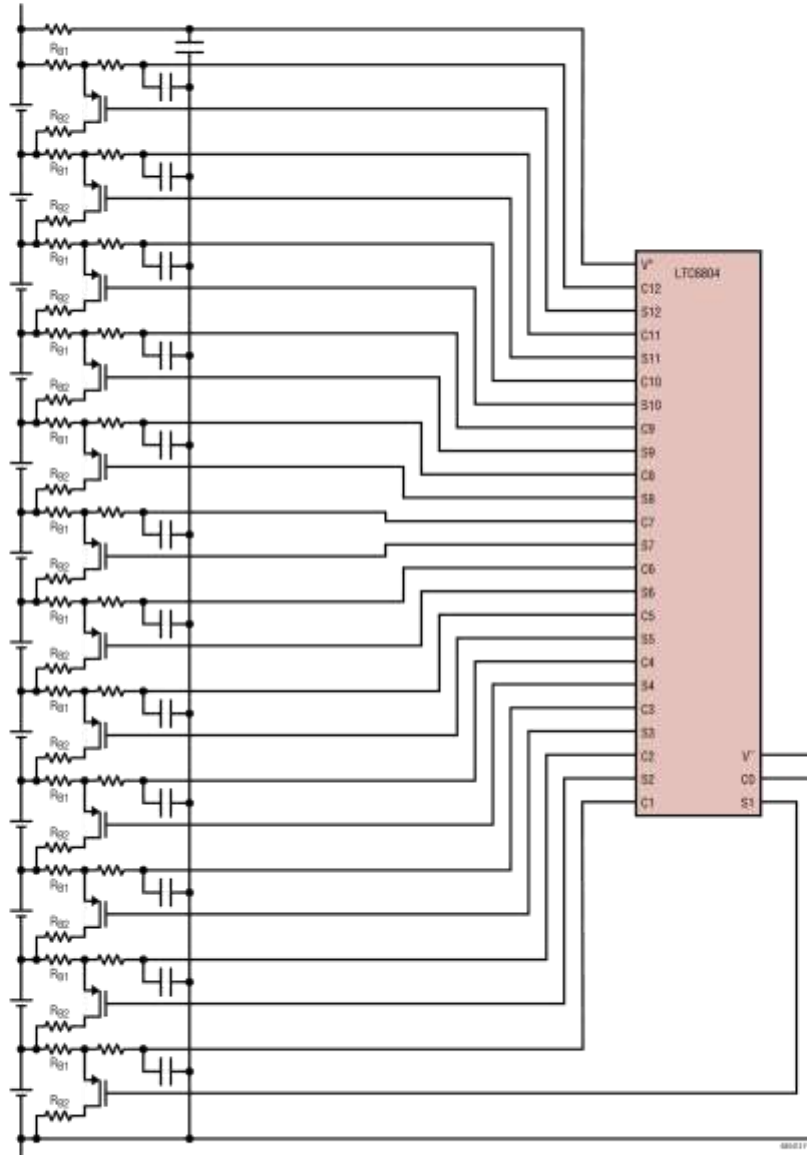 RB1
RB2
RB1
RB2
RB1
RB2
RB1
RB2
RB1
RB2
RB1
RB2
RB1
RB2
RB1
RB2
RB1
RB2
RB1
RB2
RB1
RB2
RB1
RB2
LTC6804
V+
C12
S12
C11
S11
C10
S10
C9
S9
C8
S8
C7
S7
C6
S6
C5
S5
C4
S4
C3
S3
C2
S2
C1
V-
C0
S1